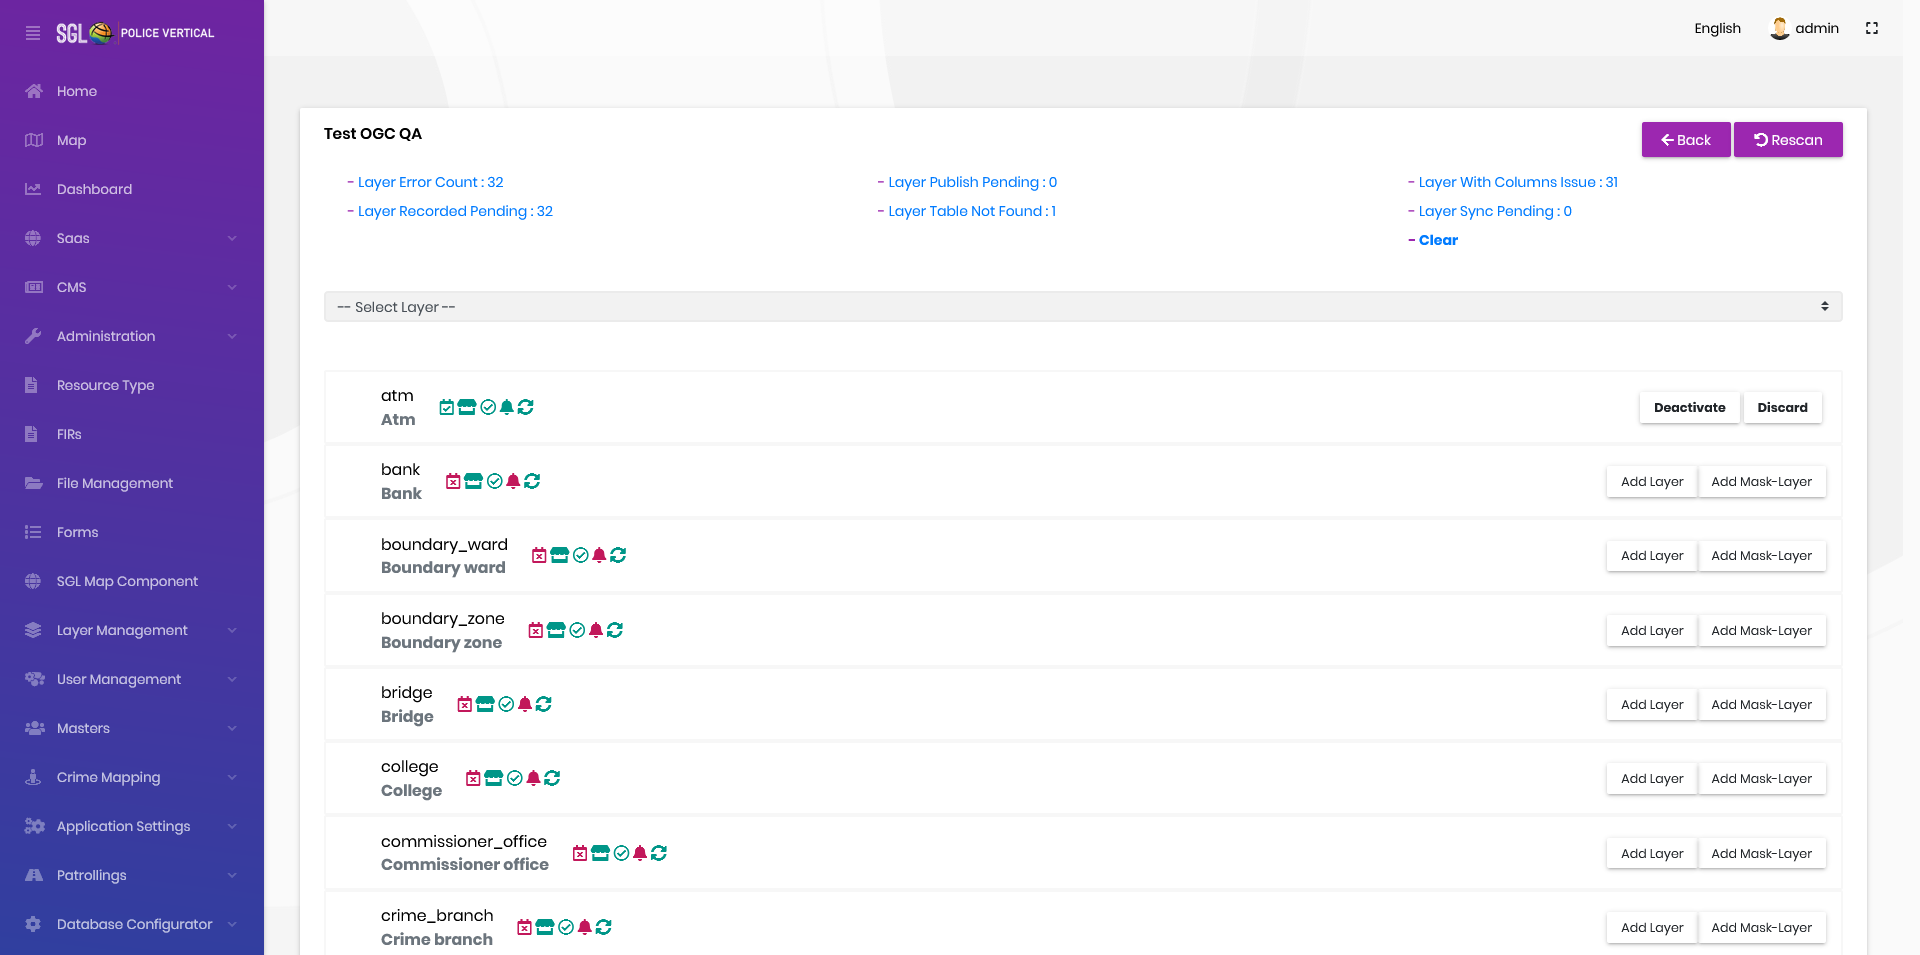 SGL POLICE VERTICAL
Home
Map
Dashboard
Saas
CMS
Administration
Resource Type
FIRs
File Management
Forms
SGL Map Component
Layer Management
User Management
Masters
Crime Mapping
Application Settings
Patrollings
Database Configurator
English
admin
Test OGC QA
Back
Rescan
- Layer Error Count : 32
- Layer Publish Pending : 0
- Layer With Columns Issue : 31
- Layer Recorded Pending : 32
- Layer Table Not Found : 1
- Layer Sync Pending : 0
- Clear
-- Select Layer --
atm
Atm
Deactivate
Discard
bank
Bank
Add Layer
Add Mask-Layer
boundary_ward
Boundary ward
Add Layer
Add Mask-Layer
boundary_zone
Boundary zone
Add Layer
Add Mask-Layer
bridge
Bridge
Add Layer
Add Mask-Layer
college
College
Add Layer
Add Mask-Layer
commissioner_office
Commissioner office
Add Layer
Add Mask-Layer
crime_branch
Crime branch
Add Layer
Add Mask-Layer